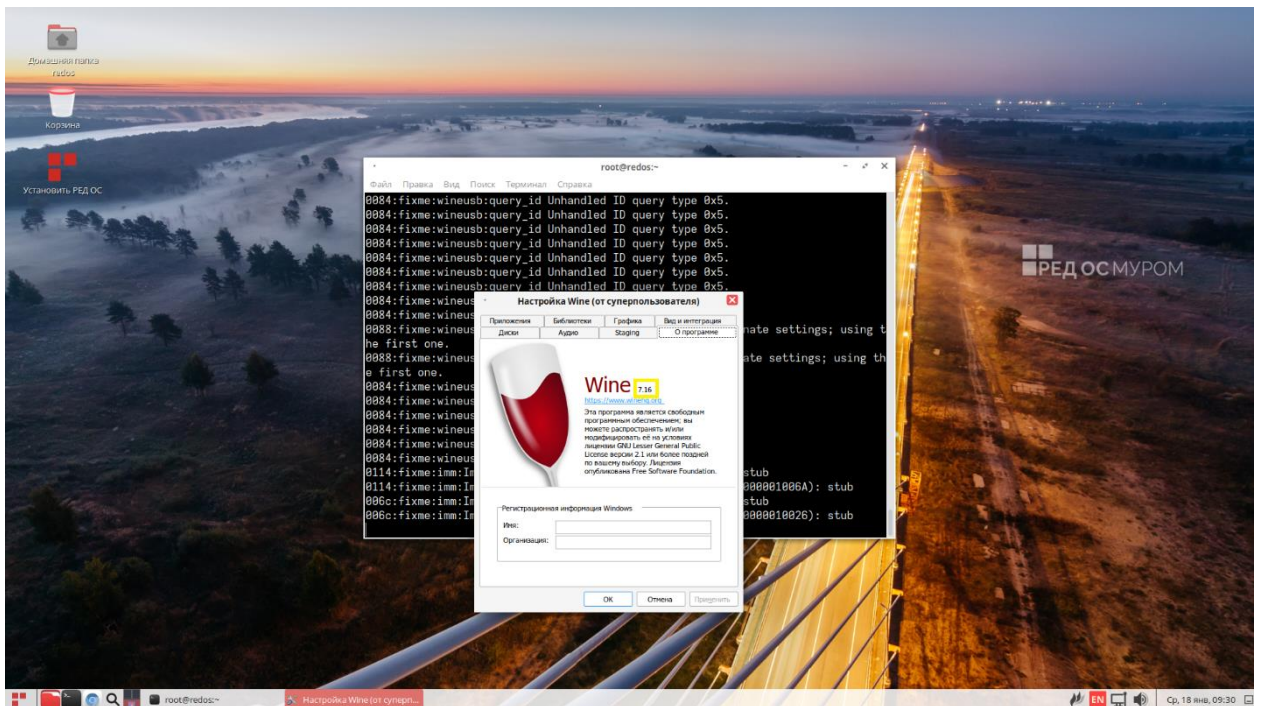 Домашняя папка
redos
Корзина
Установить РЕД ОС
РЕД ОС МУРОМ
root@redos:~
Файл Правка Вид Поиск Терминал Справка
0084:fixme:wineusb:query_id Unhandled ID query type 0x5.
0084:fixme:wineusb:query_id Unhandled ID query type 0x5.
0084:fixme:wineusb:query_id Unhandled ID query type 0x5.
0084:fixme:wineusb:query_id Unhandled ID query type 0x5.
0084:fixme:wineusb:query_id Unhandled ID query type 0x5.
0084:fixme:wineusb:query_id Unhandled ID query type 0x5.
0084:fixme:wineusb:query_id Unhandled ID query type 0x5.
0084:fixme:wineus
0084:fixme:wineus
0088:fixme:wineus nate settings; using t
he first one.
0088:fixme:wineus ate settings; using th
e first one.
0084:fixme:wineus
0084:fixme:wineus
0084:fixme:wineus
0084:fixme:wineus
0084:fixme:wineus
0084:fixme:wineus
0114:fixme:imm:Im stub
0114:fixme:imm:Im 000001006A): stub
006c:fixme:imm:Im stub
006c:fixme:imm:Im 0000010026): stub
Настройка Wine (от суперпользователя)
Приложения Библиотеки Графика Вид и интеграция
Диски Аудио Staging О программе
Wine 7.16
https://www.winehq.org
Эта программа является свободным
программным обеспечением; вы
можете распространять и/или
модифицировать её на условиях
лицензии GNU Lesser General Public
License версии 2.1 или более поздней
по вашему выбору. Лицензия
опубликована Free Software Foundation.
Регистрационная информация Windows
Имя:
Организация:
OK Отмена Применить
root@redos:~
Настройка Wine (от суперп...
EN
Ср, 18 янв, 09:30